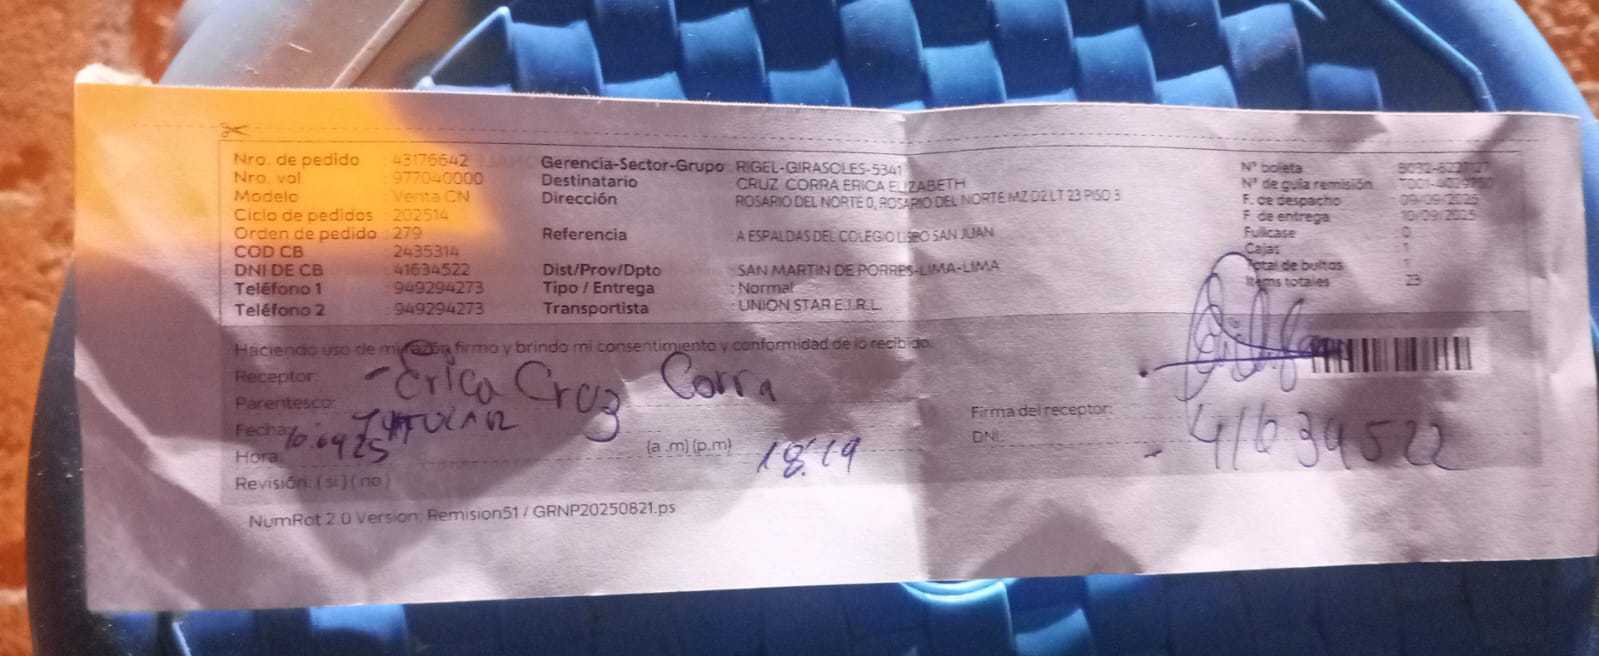 Nro. de pedido : 43176642
Nro. val : 977040000
Modelo : Venta CN
Ciclo de pedidos : 202514
Orden de pedido : 279
COD CB : 2435314
DNI DE CB : 41634522
Teléfono 1 : 949294273
Teléfono 2 : 949294273
Gerencia-Sector-Grupo : RIGEL-GIRASOLES-5341
Destinatario : CRUZ CORRA ERICA ELIZABETH
Dirección : ROSARIO DEL NORTE 0, ROSARIO DEL NORTE MZ D2 LT 23 PISO 3
Referencia : A ESPALDAS DEL COLEGIO SAN JUAN
Dist/Prov/Dpto : SAN MARTIN DE PORRES-LIMA-LIMA
Tipo / Entrega : Normal
Transportista : UNION STAR E.I.R.L.
N° boleta
N° de guía remisión
F. de despacho : 09/09/2025
F. de entrega : 10/09/2025
Fullcase : 0
Cajas : 1
Total de bultos : 1
Items totales : 23
Haciendo uso de mi razón firmo y brindo mi consentimiento y conformidad de lo recibido.
Receptor: Erica Cruz Corra
Parentesco:
Fecha: 10.09 25
Hora: (a .m) (p.m) 18:19
Revisión: ( si ) ( no )
Firma del receptor:
DNI: 41634522
NumRot 2.0 Version: Remision51 / GRNP20250821.ps